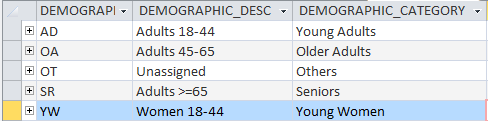 DEMOGRAPI DEMOGRAPHIC_DESC DEMOGRAPHIC_CATEGORY
AD Adults 18-44 Young Adults
OA Adults 45-65 Older Adults
OT Unassigned Others
SR Adults >=65 Seniors
YW Women 18-44 Young Women